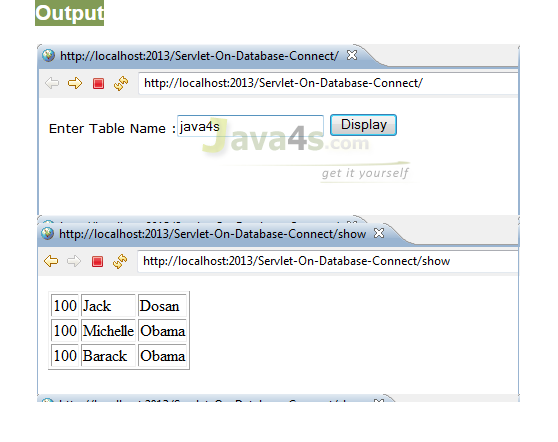 Output
http://localhost:2013/Servlet-On-Database-Connect/
http://localhost:2013/Servlet-On-Database-Connect/
Enter Table Name : java4s Display
Java4s.com
get it yourself
http://localhost:2013/Servlet-On-Database-Connect/show
http://localhost:2013/Servlet-On-Database-Connect/show
100 Jack Dosan
100 Michelle Obama
100 Barack Obama